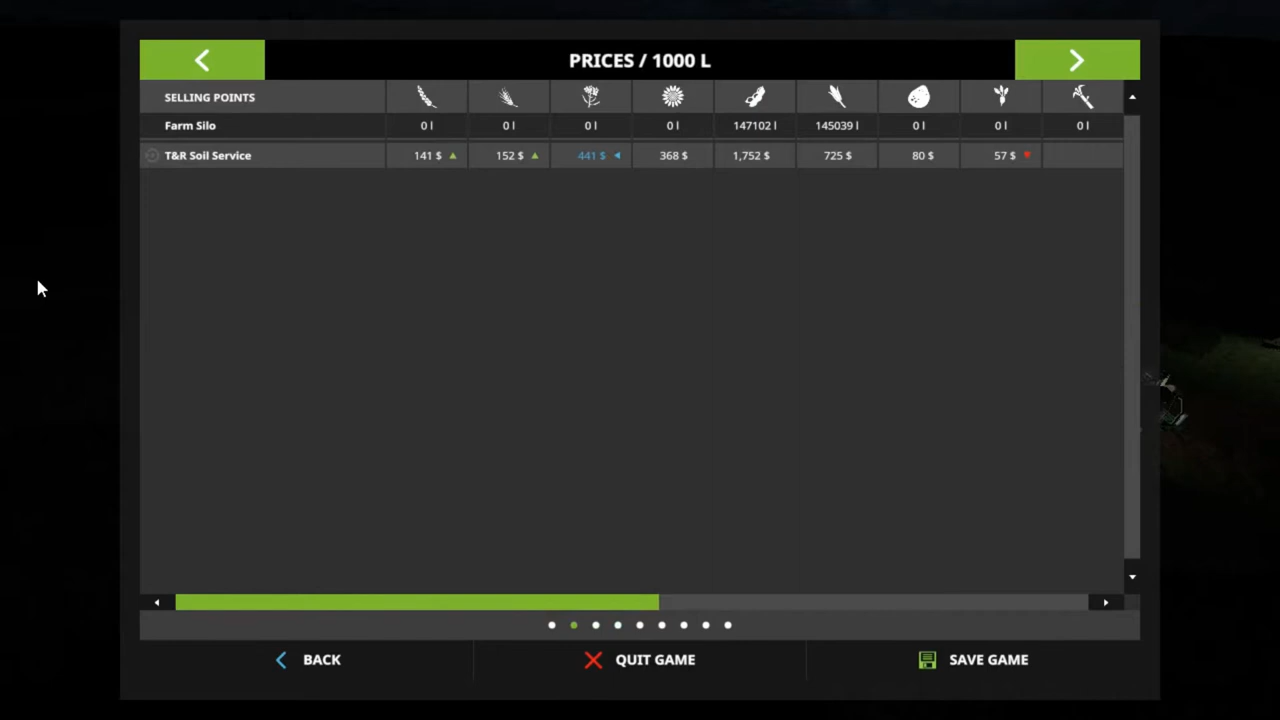 PRICES / 1000 L
SELLING POINTS
Farm Silo 0 l 0 l 0 l 0 l 147102 l 145039 l 0 l 0 l 0 l
T&R Soil Service 141 $ 152 $ 441 $ 368 $ 1,752 $ 725 $ 80 $ 57 $
BACK QUIT GAME SAVE GAME